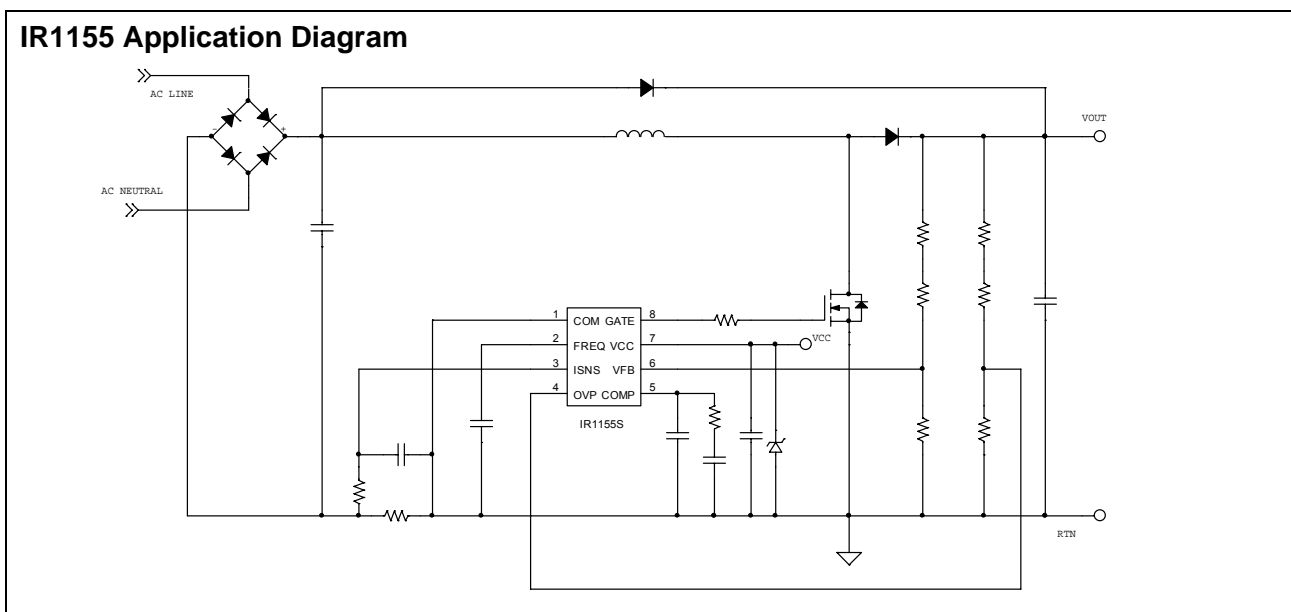 IR1155 Application Diagram
AC LINE
- +
VOUT
AC NEUTRAL
1 COM GATE 8
2 FREQ VCC 7
VCC
3 ISNS VFB 6
4 OVP COMP 5
IR1155S
RTN